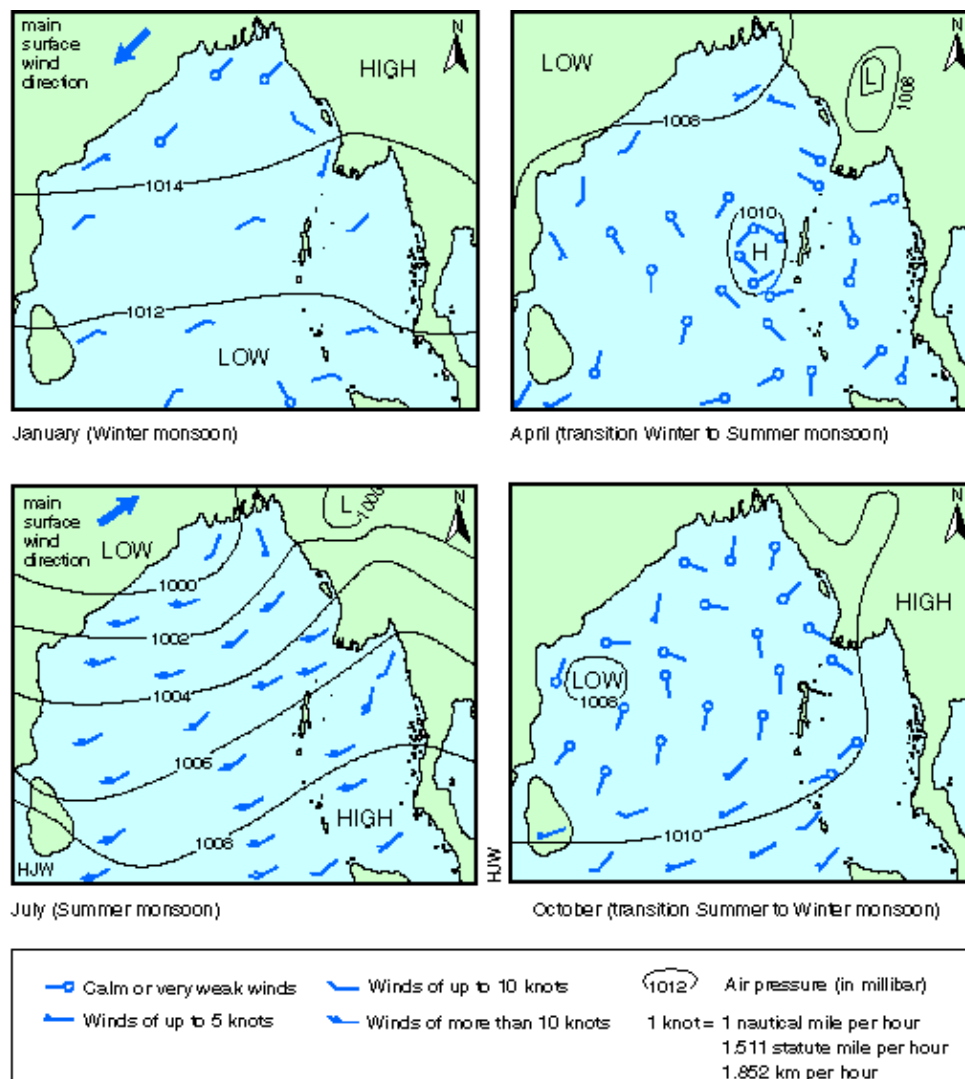 main
surface
wind
direction
HIGH
N
1014
1012
LOW
January (Winter monsoon)
LOW
N
L
1008
1008
1010
H
April (transition Winter to Summer monsoon)
main
surface
wind
direction
LOW
L
1000
N
1002
1004
1006
1008
HIGH
HJW
July (Summer monsoon)
N
HIGH
LOW
1008
1010
HJW
October (transition Summer to Winter monsoon)
Calm or very weak winds
Winds of up to 5 knots
Winds of up to 10 knots
Winds of more than 10 knots
1012 Air pressure (in millibar)
1 knot = 1 nautical mile per hour
1.511 statute mile per hour
1.852 km per hour